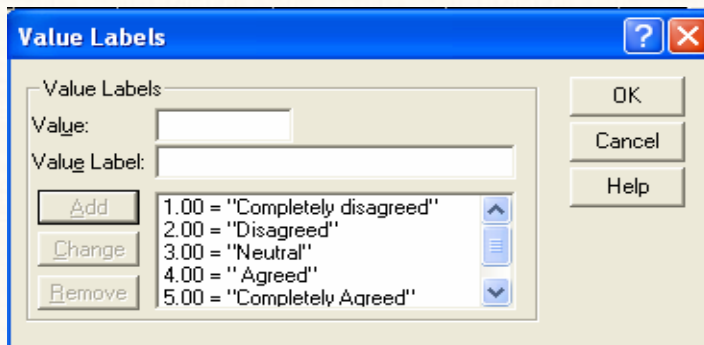 Value Labels
Value Labels
Value:
Value Label:
OK
Cancel
Help
Add
Change
Remove
1.00 = "Completely disagreed"
2.00 = "Disagreed"
3.00 = "Neutral"
4.00 = " Agreed"
5.00 = "Completely Agreed"